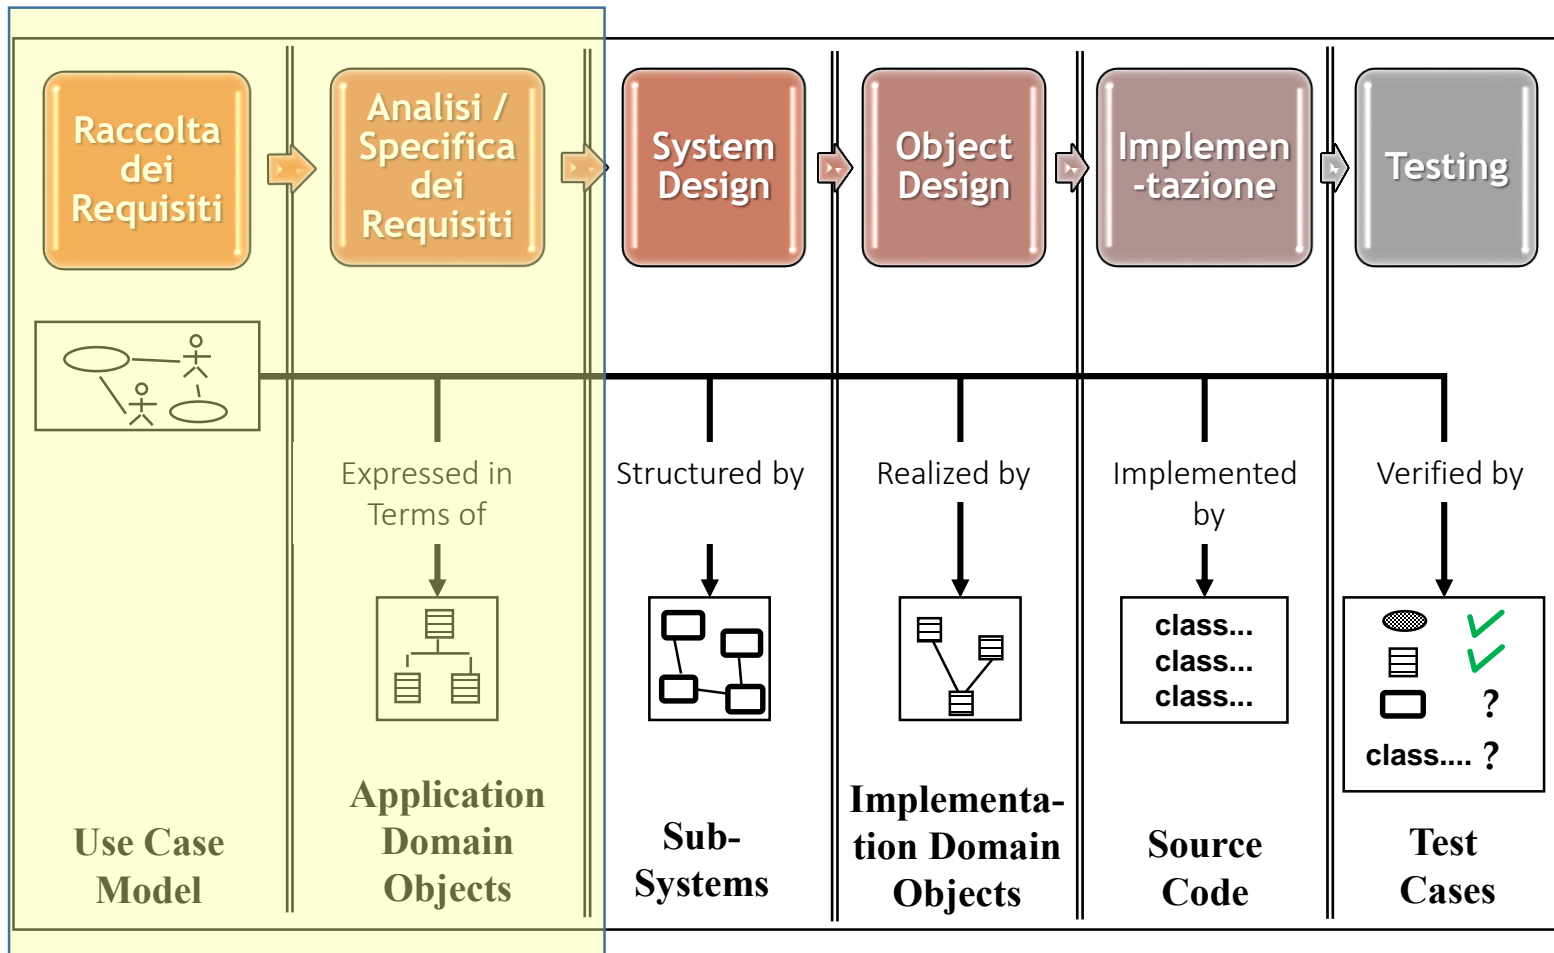 Raccolta
dei
Requisiti
Analisi /
Specifica
dei
Requisiti
System
Design
Object
Design
Implemen
-tazione
Testing
Expressed in
Terms of
Structured by
Realized by
Implemented
by
Verified by
class...
class...
class...
?
class.... ?
Use Case
Model
Application
Domain
Objects
Sub-
Systems
Implementa-
tion Domain
Objects
Source
Code
Test
Cases